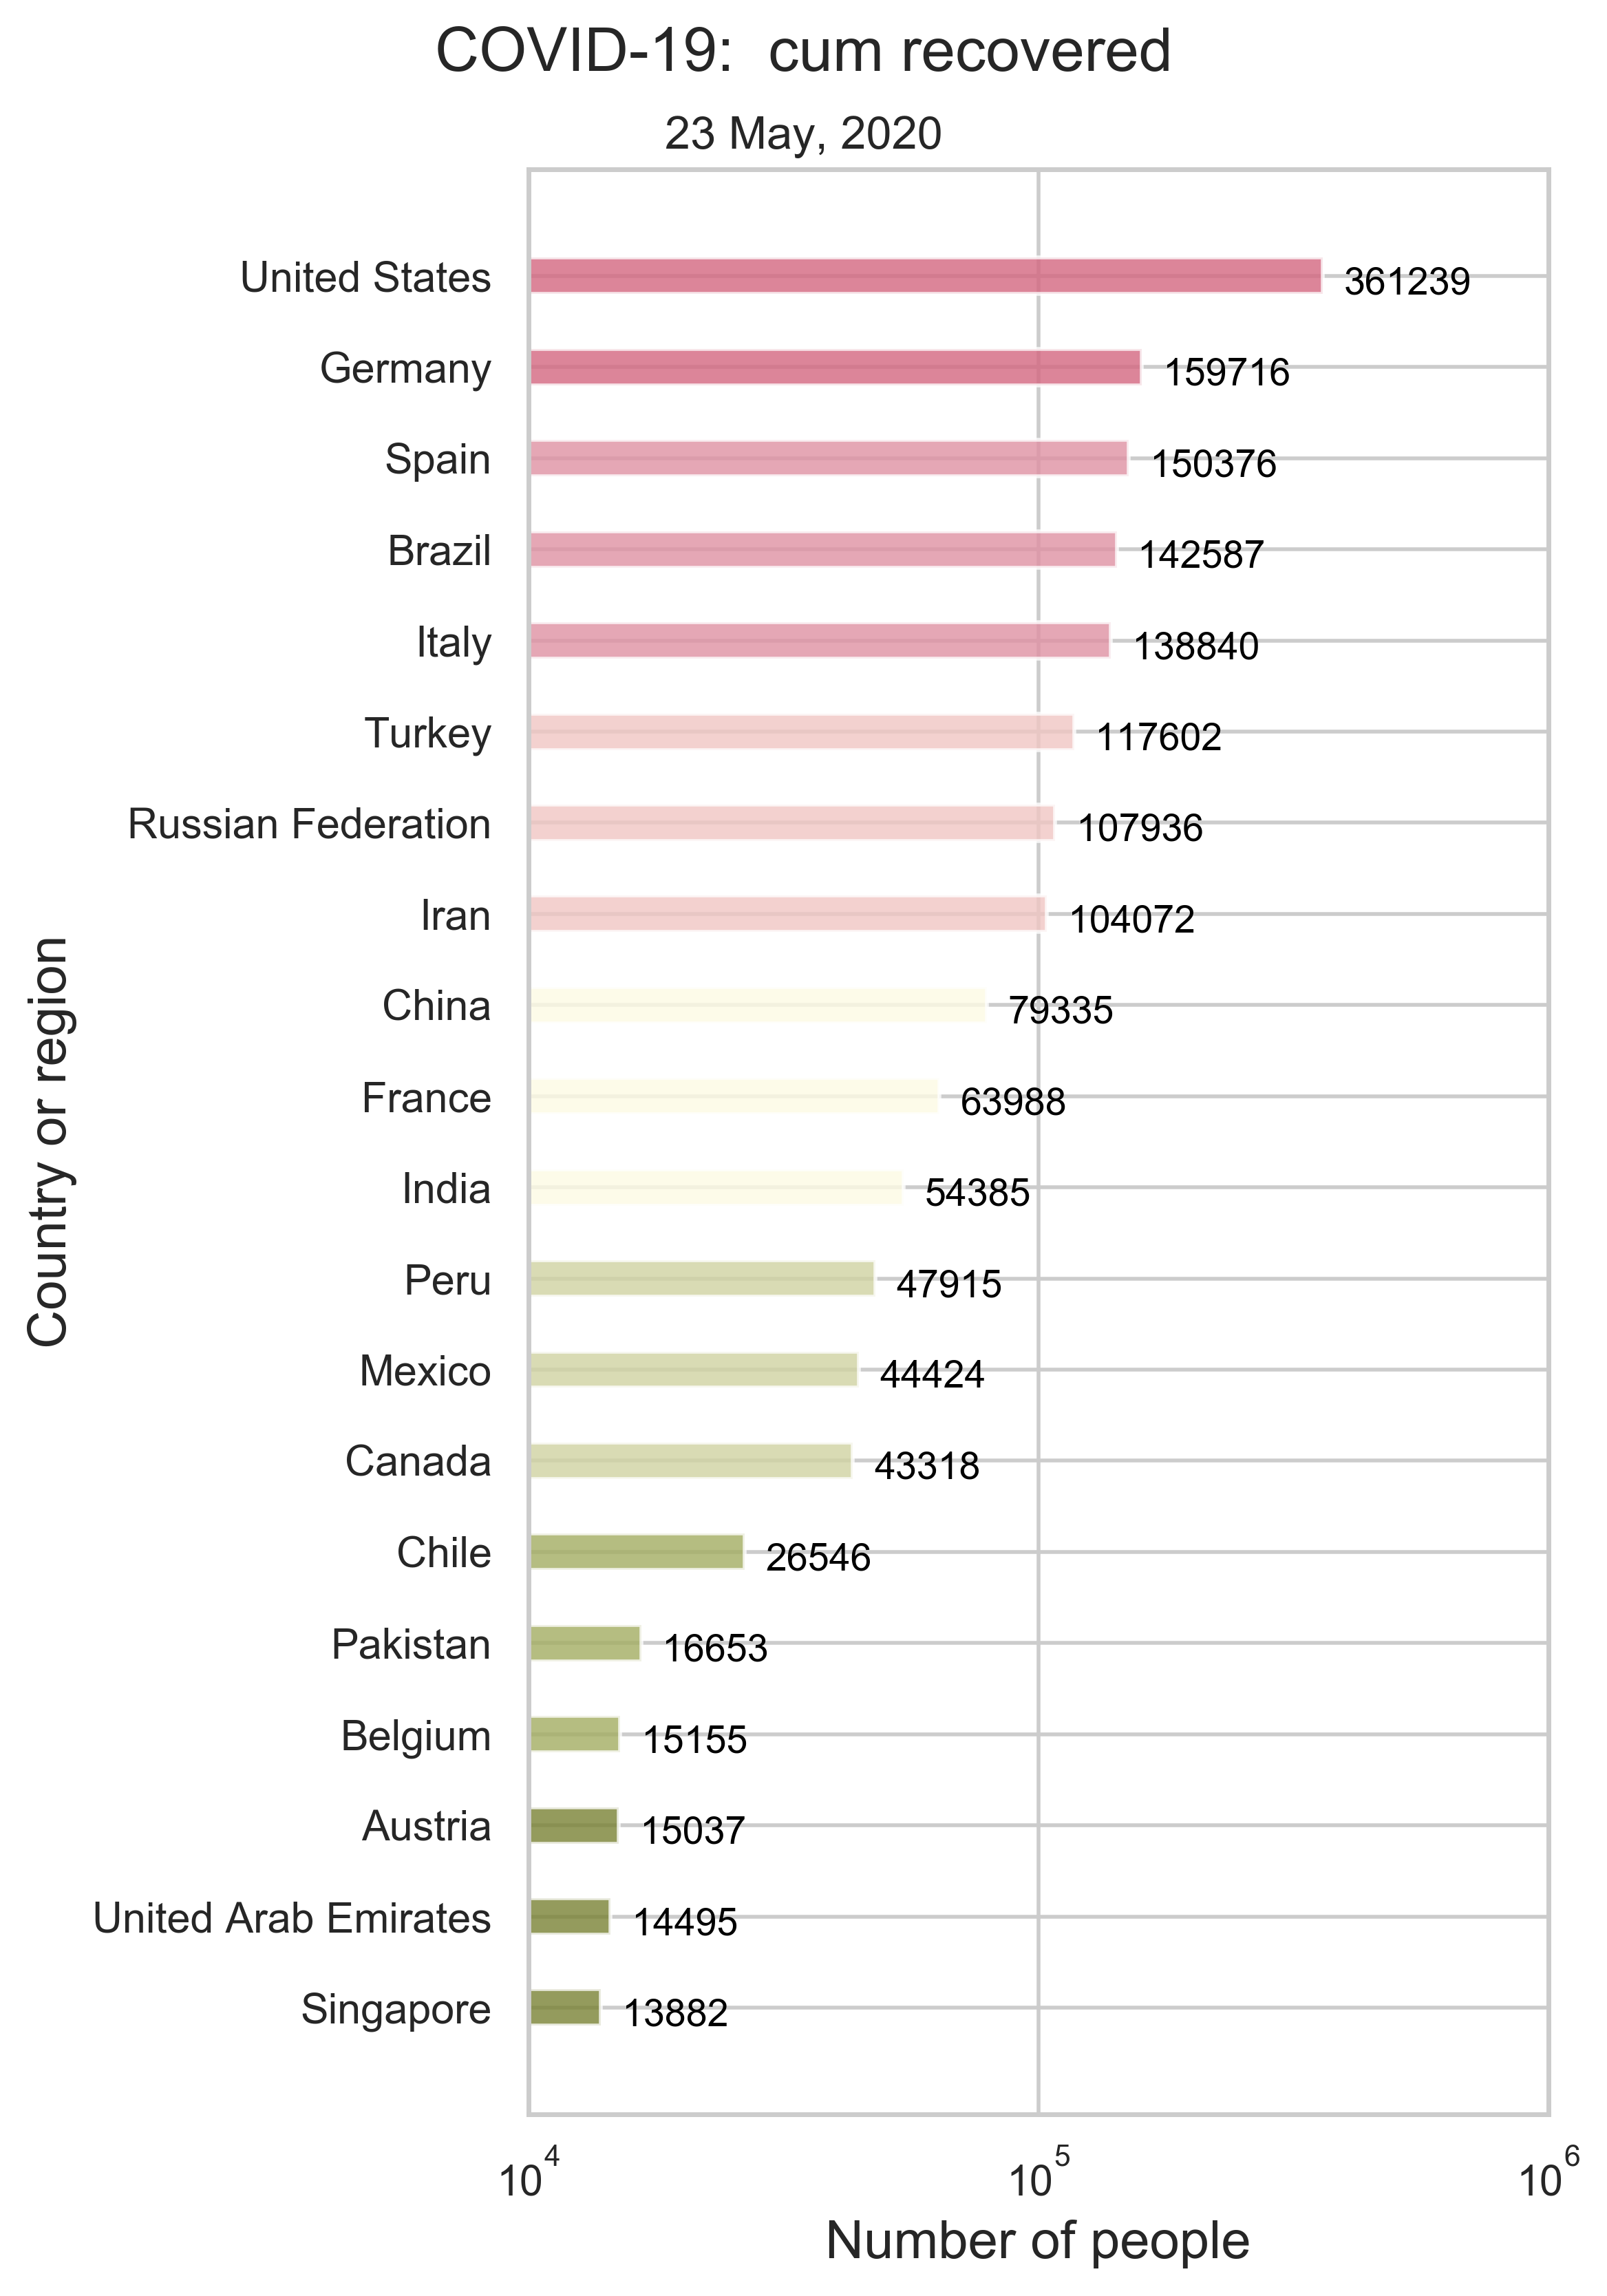 COVID-19:  cum recovered
23 May, 2020
United States 361239
Germany 159716
Spain 150376
Brazil 142587
Italy 138840
Turkey 117602
Russian Federation 107936
Iran 104072
China 79335
France 63988
India 54385
Peru 47915
Mexico 44424
Canada 43318
Chile 26546
Pakistan 16653
Belgium 15155
Austria 15037
United Arab Emirates 14495
Singapore 13882
Country or region
10^4 10^5 10^6
Number of people